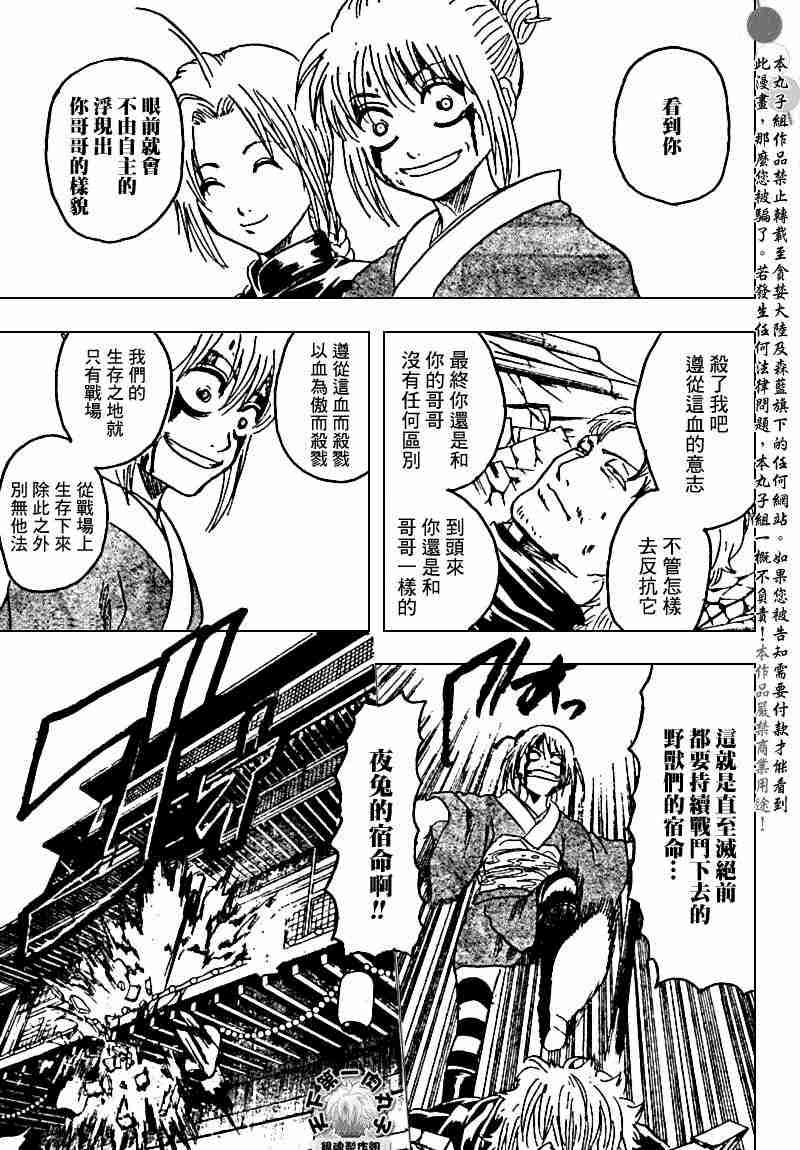 看到你
眼前就會
不由自主的
浮現出
你哥哥的樣貌
殺了我吧
遵從這血的意志
不管怎樣
去反抗它
最終你還是和
你的哥哥
沒有任何區別
到頭來
你還是和
哥哥一樣的
遵從這血而殺戮
以血為傲而殺戮
我們的
生存之地就
只有戰場
從戰場上
生存下來
除此之外
別無他法
這就是直至滅絕前
都要持續戰鬥下去的
野獸們的宿命…
夜兔的宿命啊!!
本丸子組作品禁止轉載至貪婪大陸及森藍旗下的任何網站。如果您被告知需要付款才能看到
此漫畫，那麼您被騙了。若發生任何法律問題，本丸子組一概不負責！本作品嚴禁商業用途！